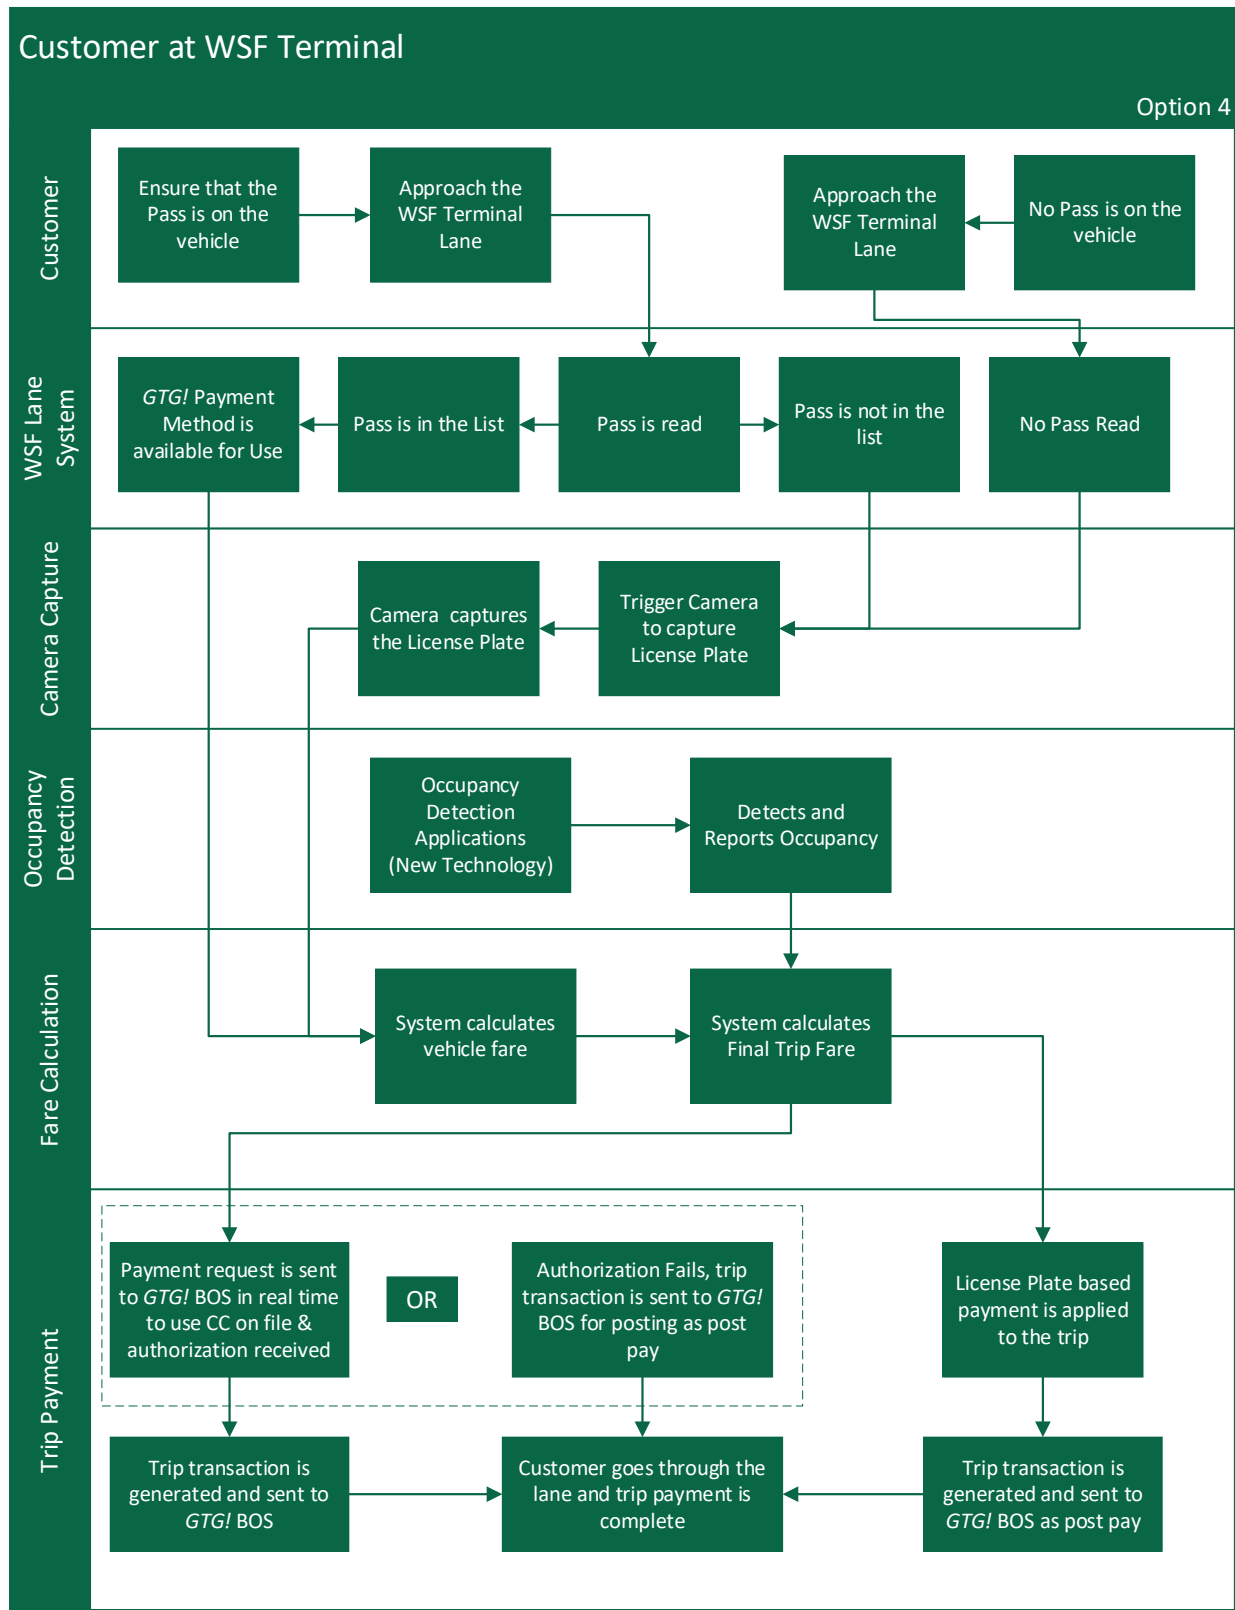 Customer at WSF Terminal
Option 4
Customer
Ensure that the
Pass is on the
vehicle
Approach the
WSF Terminal
Lane
Approach the
WSF Terminal
Lane
No Pass is on the
vehicle
WSF Lane
System
GTG! Payment
Method is
available for Use
Pass is in the List
Pass is read
Pass is not in the
list
No Pass Read
Camera Capture
Camera captures
the License Plate
Trigger Camera
to capture
License Plate
Occupancy
Detection
Occupancy
Detection
Applications
(New Technology)
Detects and
Reports Occupancy
Fare Calculation
System calculates
vehicle fare
System calculates
Final Trip Fare
Trip Payment
Payment request is sent
to GTG! BOS in real time
to use CC on file &
authorization received
OR
Authorization Fails, trip
transaction is sent to GTG!
BOS for posting as post
pay
License Plate based
payment is applied
to the trip
Trip transaction is
generated and sent to
GTG! BOS
Customer goes through the
lane and trip payment is
complete
Trip transaction is
generated and sent to
GTG! BOS as post pay